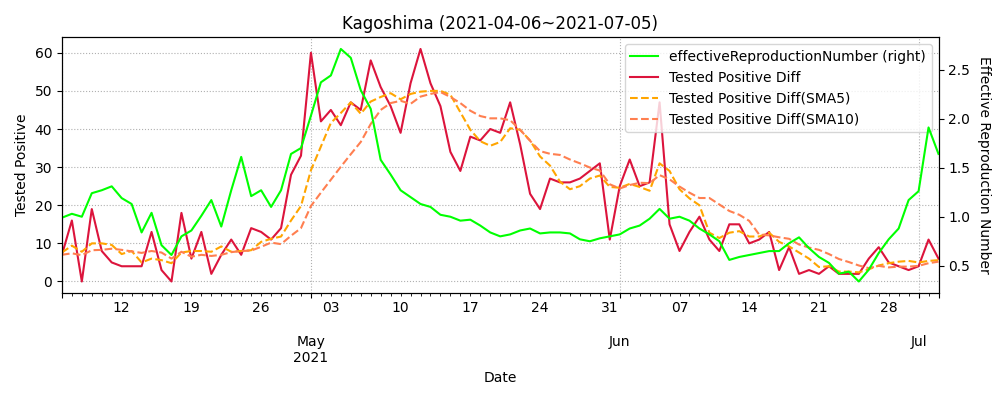 Kagoshima (2021-04-06~2021-07-05)
effectiveReproductionNumber (right)
Tested Positive Diff
Tested Positive Diff(SMA5)
Tested Positive Diff(SMA10)
Tested Positive
60
50
40
30
20
10
0
2.5
2.0
1.5
1.0
0.5
Effective Reproduction Number
12 19 26 03 10 17 24 31 07 14 21 28
May Jun Jul
2021
Date